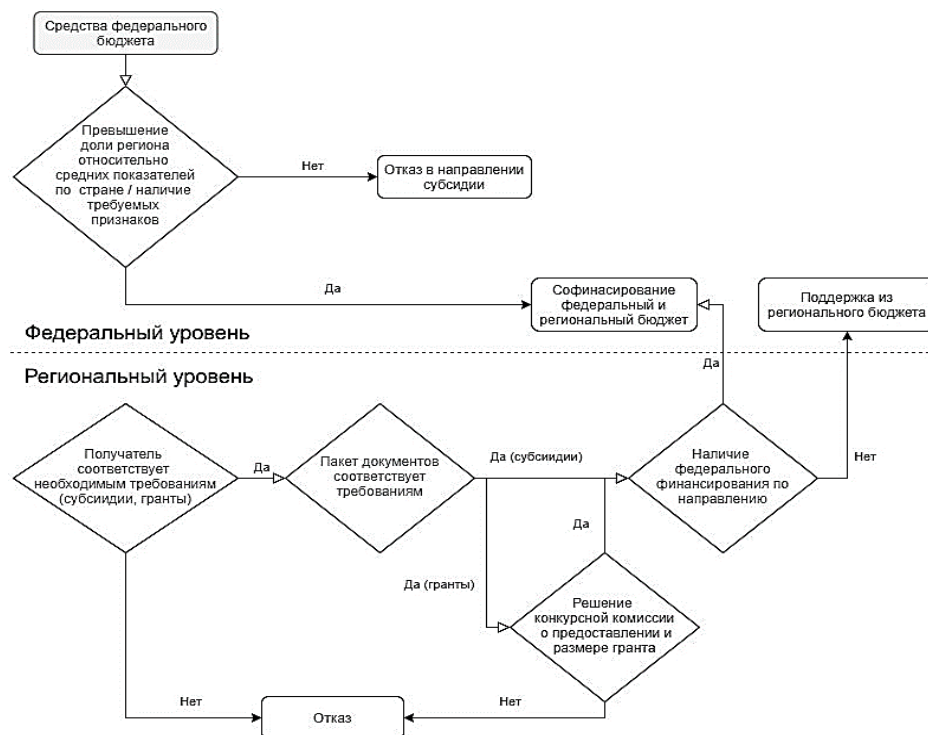 Средства федерального
бюджета
Превышение
доли региона
относительно
средних показателей
по стране / наличие
требуемых
признаков
Нет
Отказ в направлении
субсидии
Да
Софинасирование
федеральный и
региональный бюджет
Поддержка из
регионального бюджета
Федеральный уровень
Региональный уровень
Да
Получатель
соответствует
необходимым требованиям
(субсиидии, гранты)
Да
Пакет документов
соответствует
требованиям
Да (субсиидии)
Наличие
федерального
финансирования по
направлению
Нет
Да
Да (гранты)
Решение
конкурсной комиссии
о предоставлении и
размере гранта
Нет
Отказ
Нет